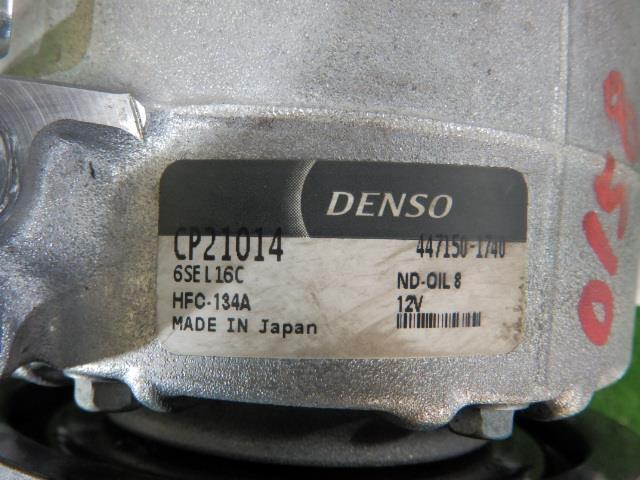 DENSO
CP21014 447150-1740
6SEL16C ND-OIL 8
HFC-134A 12V
MADE IN Japan